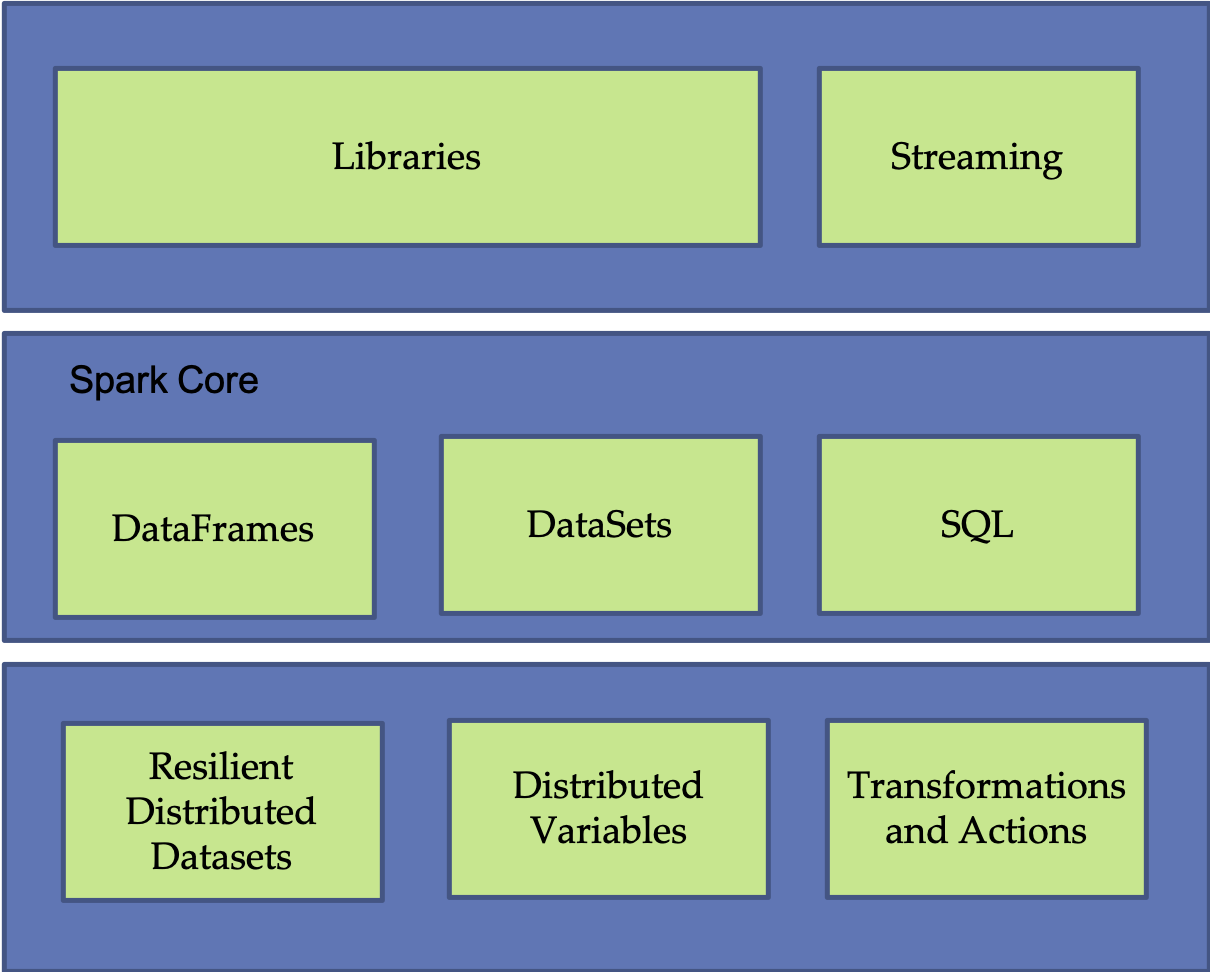 Libraries
Streaming
Spark Core
DataFrames
DataSets
SQL
Resilient
Distributed
Datasets
Distributed
Variables
Transformations
and Actions